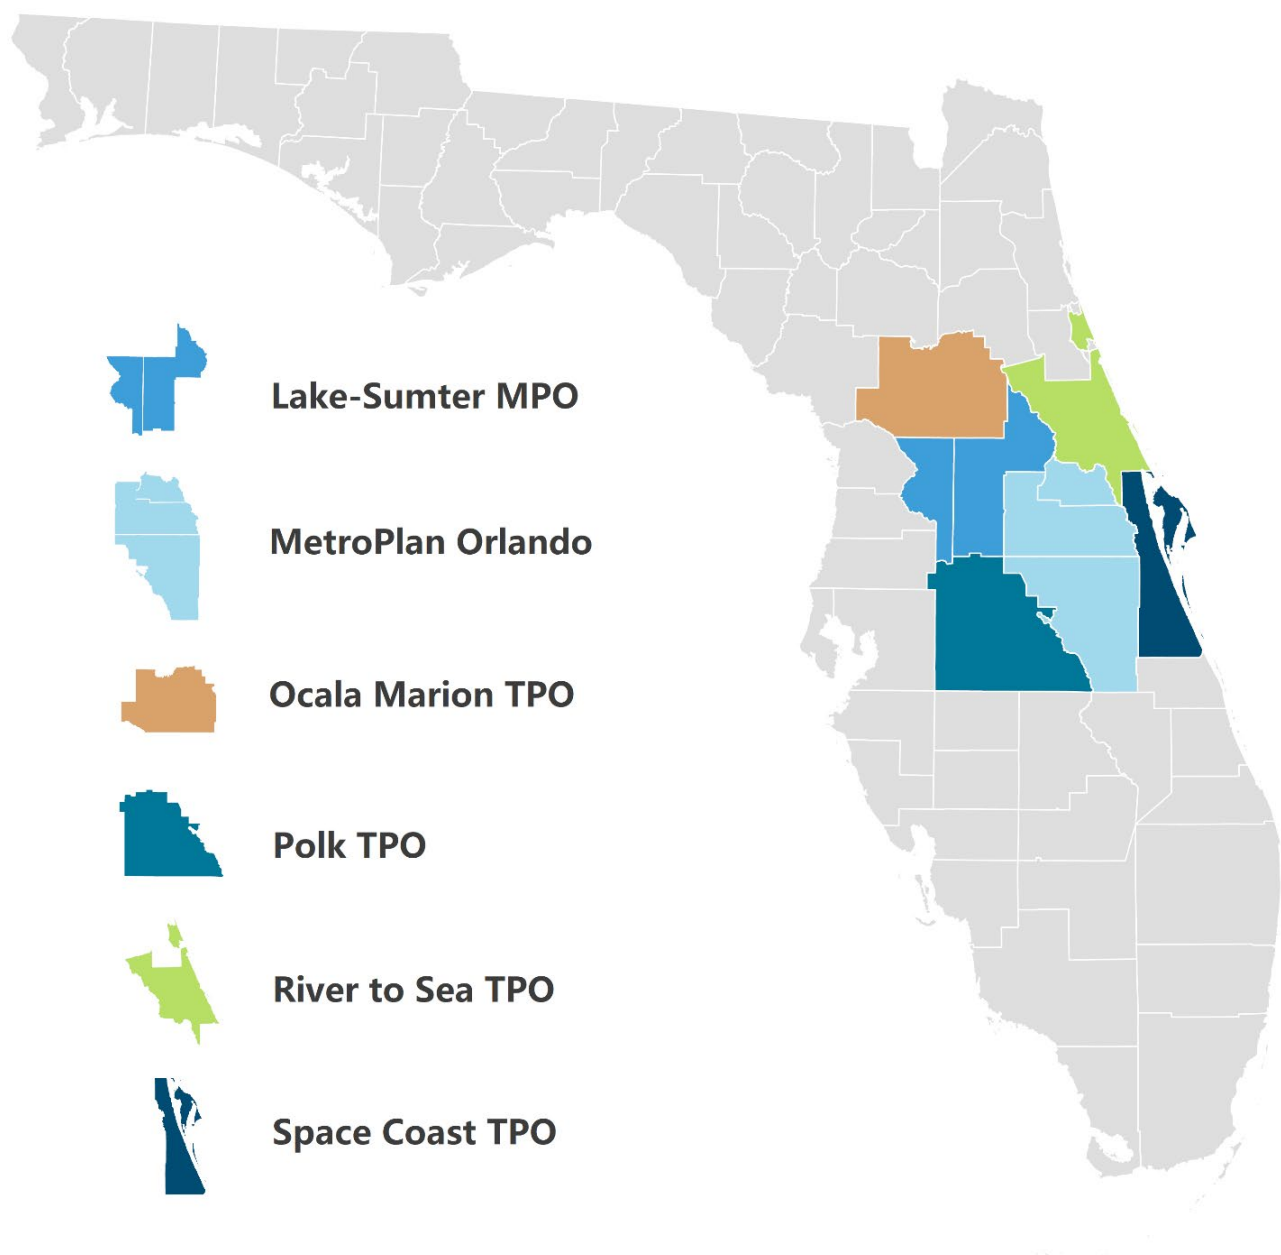 Lake-Sumter MPO
MetroPlan Orlando
Ocala Marion TPO
Polk TPO
River to Sea TPO
Space Coast TPO